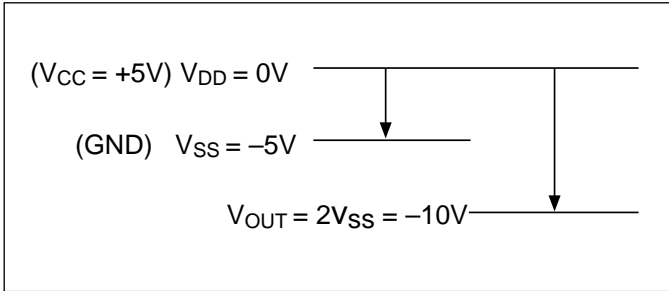 (VCC = +5V) VDD = 0V
(GND) VSS = –5V
VOUT = 2VSS = –10V